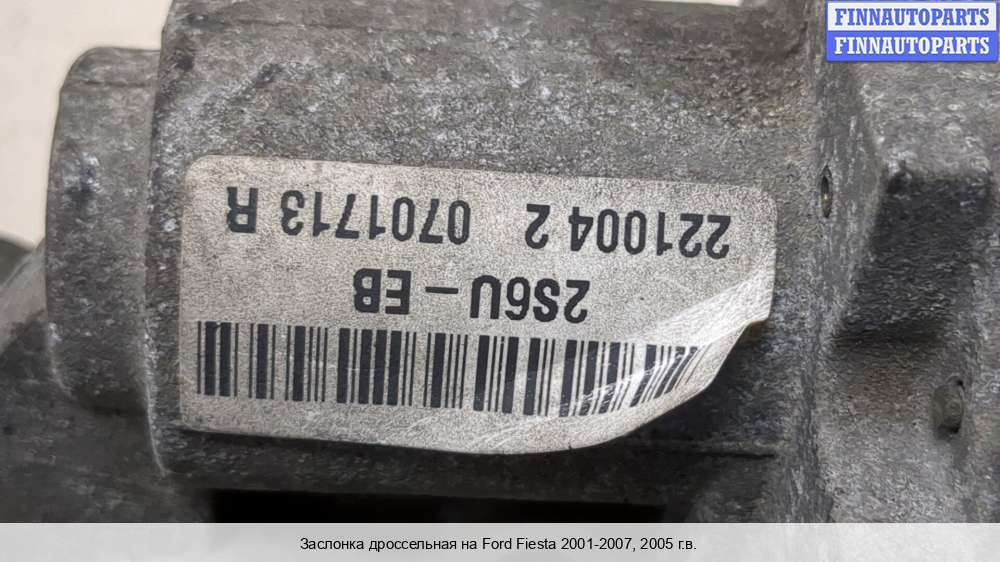 FINNAUTOPARTS
FINNAUTOPARTS
221004 2 0701713 R
2S6U - EB
Заслонка дроссельная на Ford Fiesta 2001-2007, 2005 г.в.